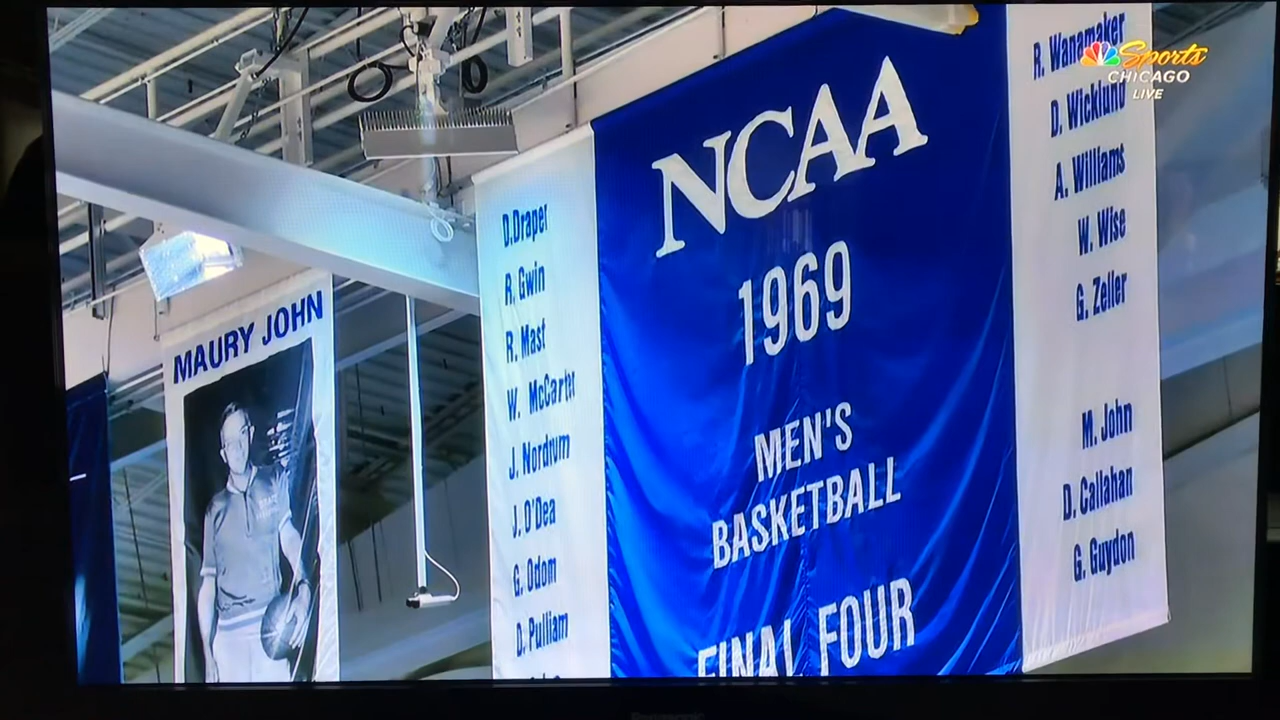 Sports
CHICAGO
LIVE
MAURY JOHN
D.Draper
R. Gwin
R. Mast
W. McCarter
J. Nordrum
J. O'Dea
G. Odom
D. Pulliam
NCAA
1969
MEN'S
BASKETBALL
FINAL FOUR
R. Wanamaker
D. Wicklund
A. Williams
W. Wise
G. Zeller
M. John
D. Callahan
G. Guydon